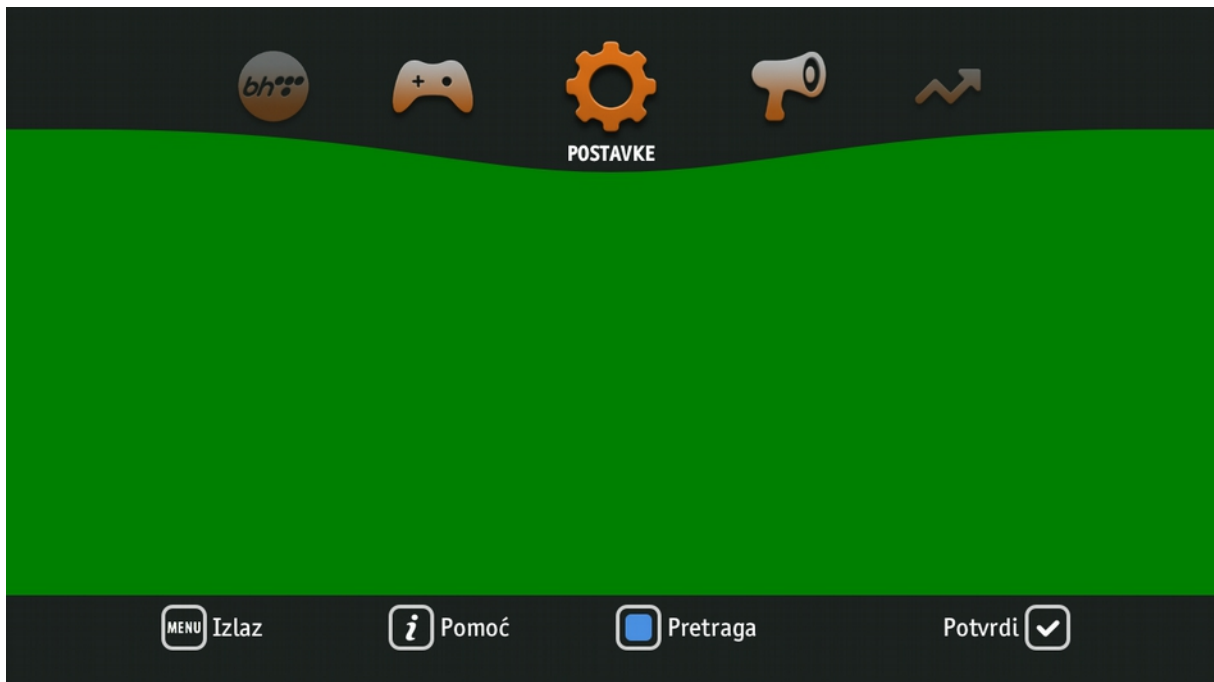 bh
POSTAVKE
MENU Izlaz
i Pomoć
Pretraga
Potvrdi